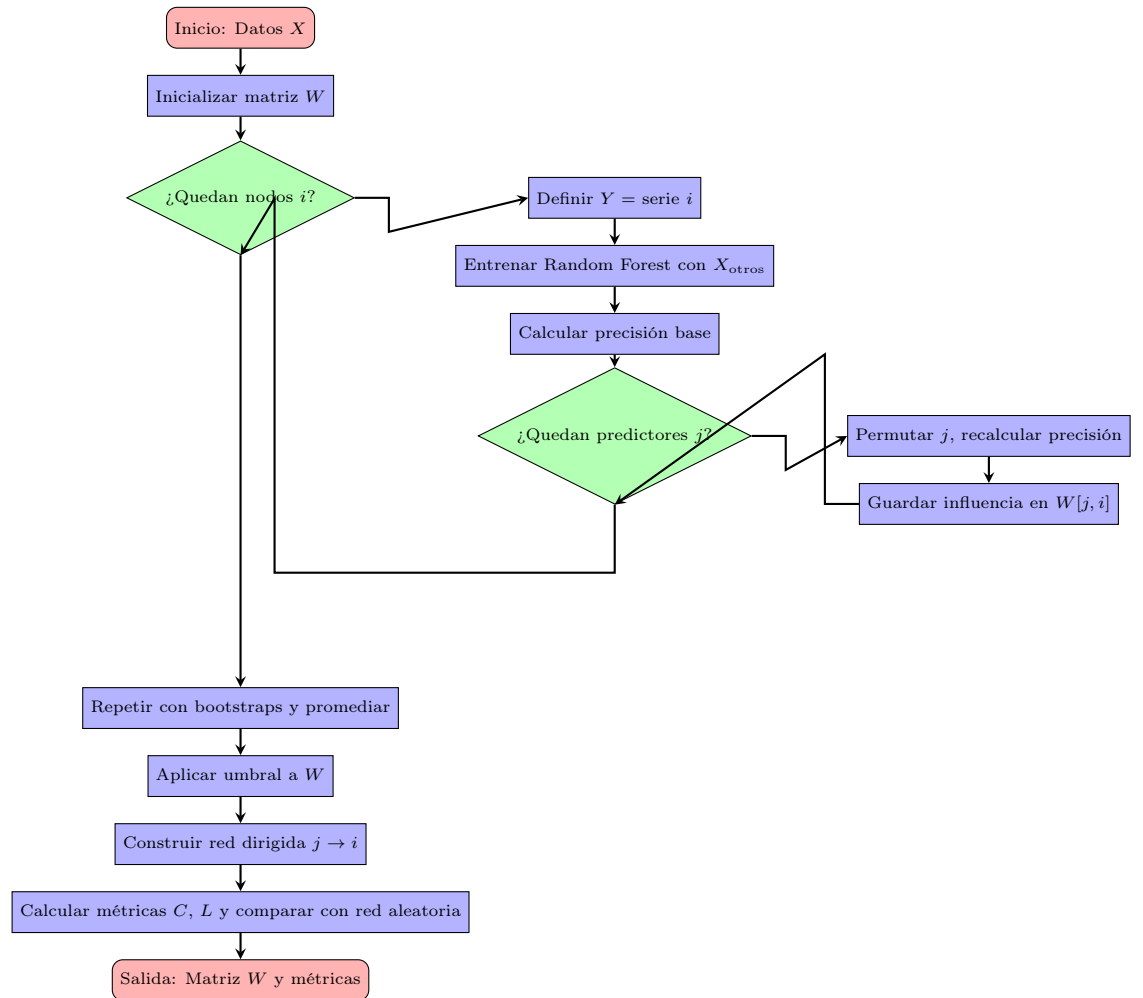 Inicio: Datos X
Inicializar matriz W
¿Quedan nodos i?
Definir Y = serie i
Entrenar Random Forest con X_otros
Calcular precisión base
¿Quedan predictores j?
Permutar j, recalcular precisión
Guardar influencia en W[j, i]
Repetir con bootstraps y promediar
Aplicar umbral a W
Construir red dirigida j → i
Calcular métricas C, L y comparar con red aleatoria
Salida: Matriz W y métricas